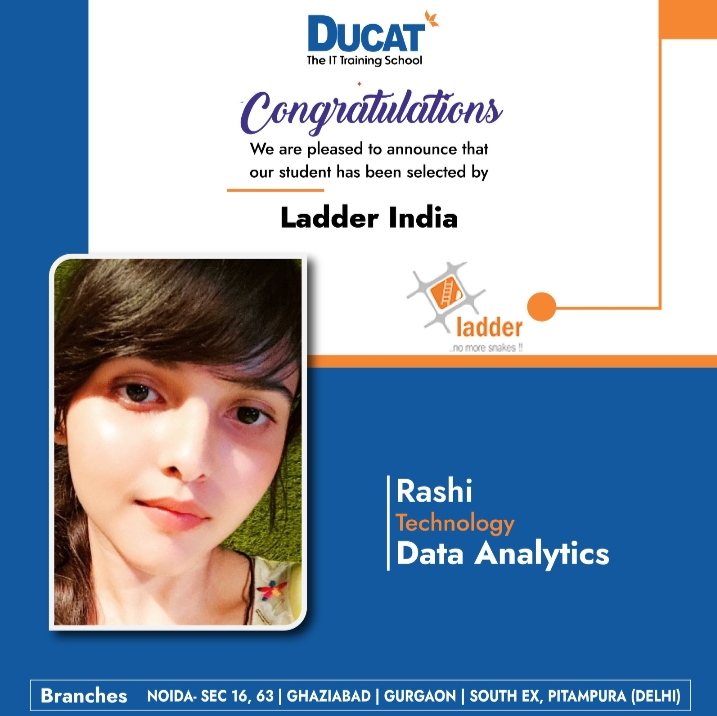 DUCAT
The IT Training School
Congratulations
We are pleased to announce that
our student has been selected by
Ladder India
ladder
..no more snakes !!
Rashi
Technology
Data Analytics
Branches NOIDA- SEC 16, 63 | GHAZIABAD | GURGAON | SOUTH EX, PITAMPURA (DELHI)